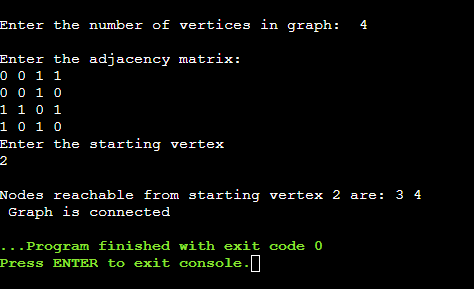 Enter the number of vertices in graph:  4
Enter the adjacency matrix:
0 0 1 1
0 0 1 0
1 1 0 1
1 0 1 0
Enter the starting vertex
2
Nodes reachable from starting vertex 2 are: 3 4
 Graph is connected
...Program finished with exit code 0
Press ENTER to exit console.